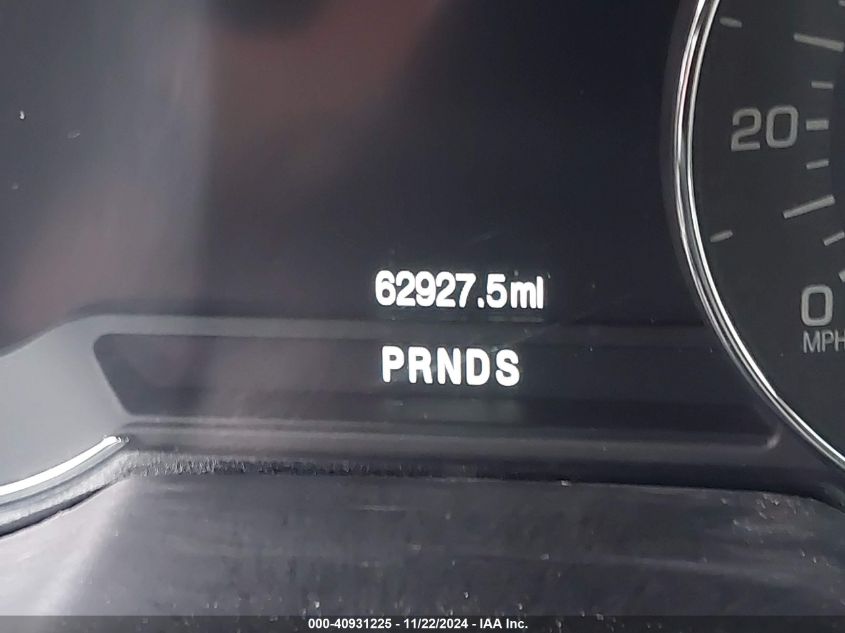 20
62927.5mi
0
MPH
PRNDS
000-40931225 - 11/22/2024 - IAA Inc.